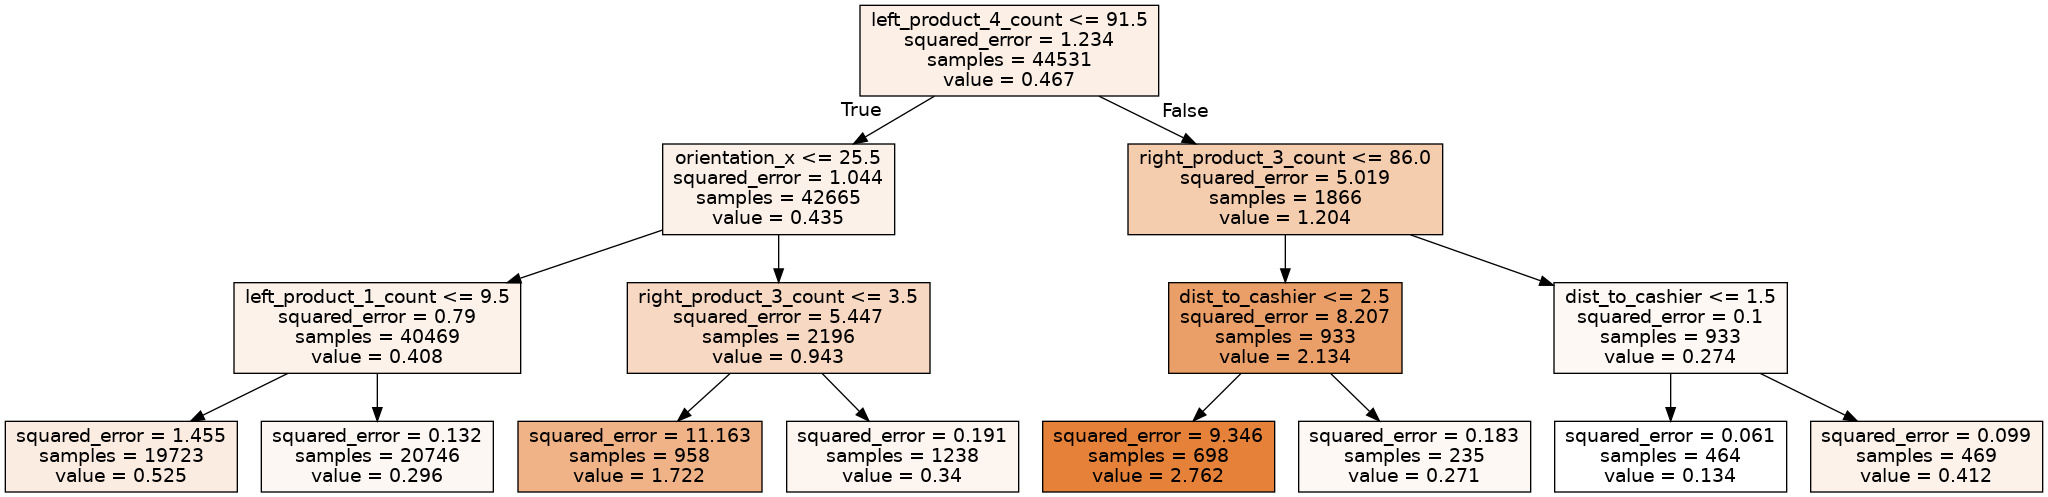 left_product_4_count <= 91.5
squared_error = 1.234
samples = 44531
value = 0.467
True
False
orientation_x <= 25.5
squared_error = 1.044
samples = 42665
value = 0.435
right_product_3_count <= 86.0
squared_error = 5.019
samples = 1866
value = 1.204
left_product_1_count <= 9.5
squared_error = 0.79
samples = 40469
value = 0.408
right_product_3_count <= 3.5
squared_error = 5.447
samples = 2196
value = 0.943
dist_to_cashier <= 2.5
squared_error = 8.207
samples = 933
value = 2.134
dist_to_cashier <= 1.5
squared_error = 0.1
samples = 933
value = 0.274
squared_error = 1.455
samples = 19723
value = 0.525
squared_error = 0.132
samples = 20746
value = 0.296
squared_error = 11.163
samples = 958
value = 1.722
squared_error = 0.191
samples = 1238
value = 0.34
squared_error = 9.346
samples = 698
value = 2.762
squared_error = 0.183
samples = 235
value = 0.271
squared_error = 0.061
samples = 464
value = 0.134
squared_error = 0.099
samples = 469
value = 0.412